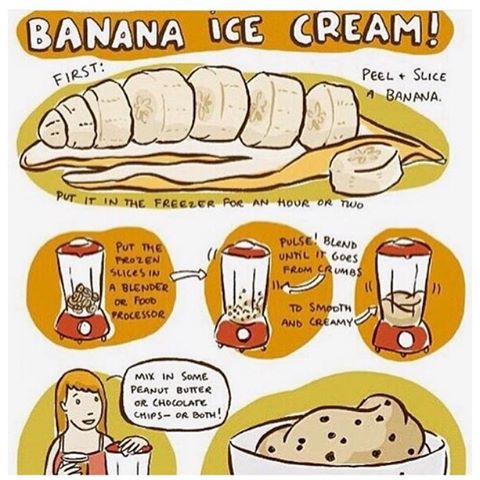 BANANA ICE CREAM!
FIRST:
PEEL + SLICE
A BANANA.
PUT IT IN THE FREEZER FOR AN HOUR OR TWO
PUT THE
FROZEN
SLICES IN
A BLENDER
OR FOOD
PROCESSOR
PULSE! BLEND
UNTIL IT GOES
FROM CRUMBS
TO SMOOTH
AND CREAMY
MIX IN SOME
PEANUT BUTTER
OR CHOCOLATE
CHIPS- OR BOTH!